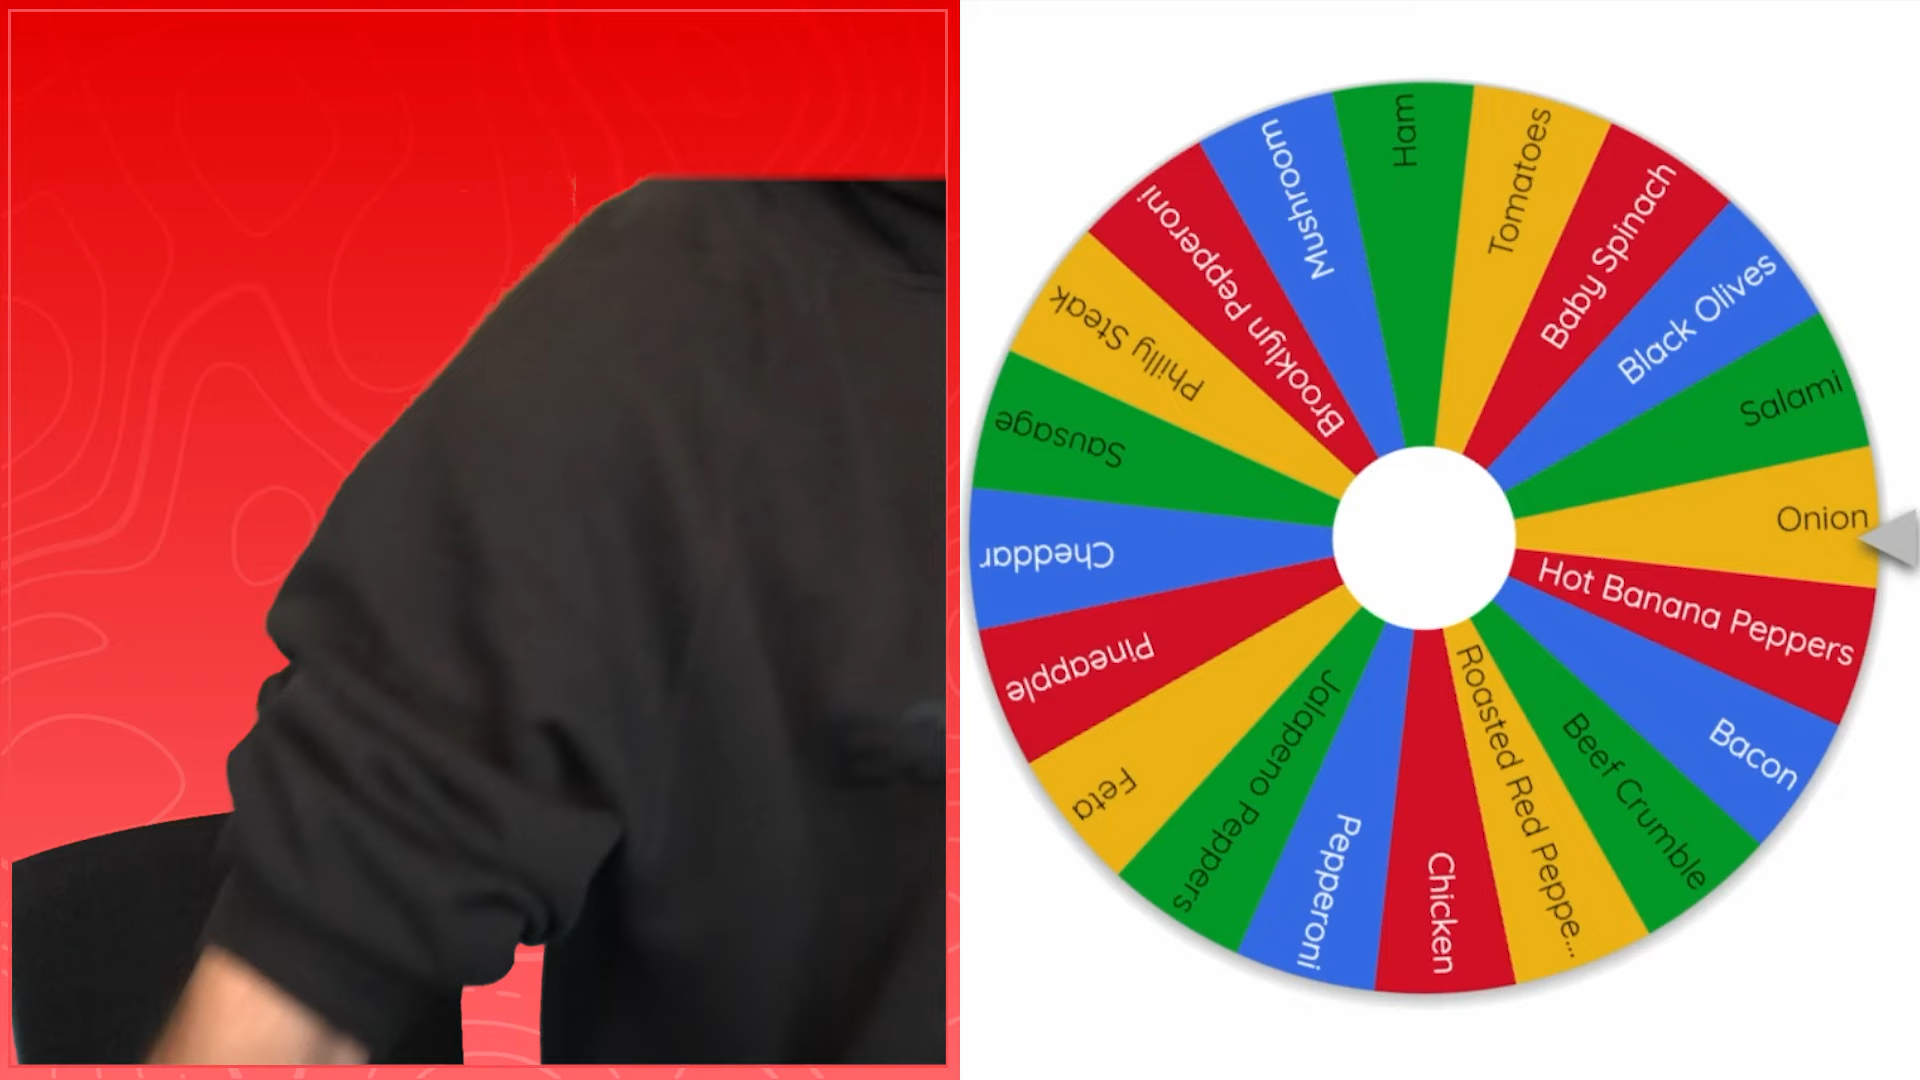 Ham
Tomatoes
Baby Spinach
Black Olives
Salami
Onion
Hot Banana Peppers
Bacon
Beef Crumble
Roasted Red Peppe...
Chicken
Pepperoni
Jalapeno Peppers
Feta
Pineapple
Cheddar
Sausage
Philly Steak
Brooklyn Pepperoni
Mushroom